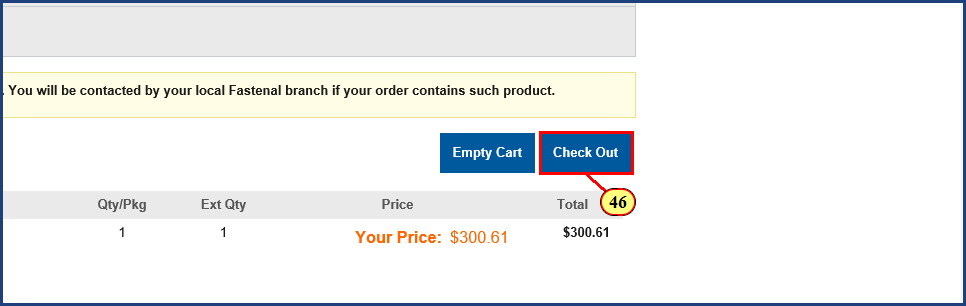 . You will be contacted by your local Fastenal branch if your order contains such product.
Empty Cart Check Out
Qty/Pkg Ext Qty Price Total 46
1 1 Your Price: $300.61 $300.61